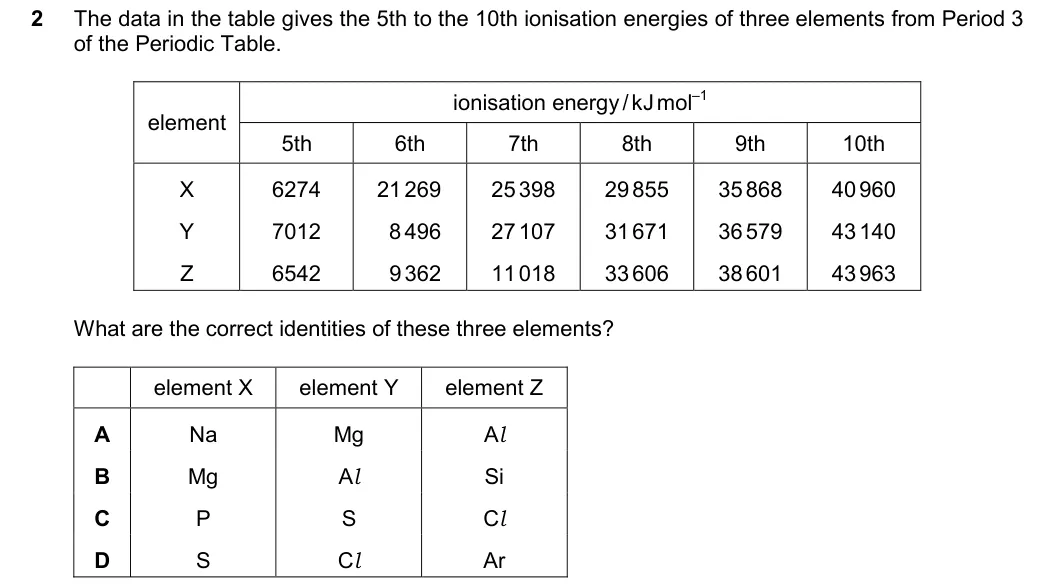 2 The data in the table gives the 5th to the 10th ionisation energies of three elements from Period 3
of the Periodic Table.
element
ionisation energy / kJ mol⁻¹
5th 6th 7th 8th 9th 10th
X 6274 21 269 25 398 29 855 35 868 40 960
Y 7012 8 496 27 107 31 671 36 579 43 140
Z 6542 9 362 11 018 33 606 38 601 43 963
What are the correct identities of these three elements?
element X element Y element Z
A Na Mg Al
B Mg Al Si
C P S Cl
D S Cl Ar